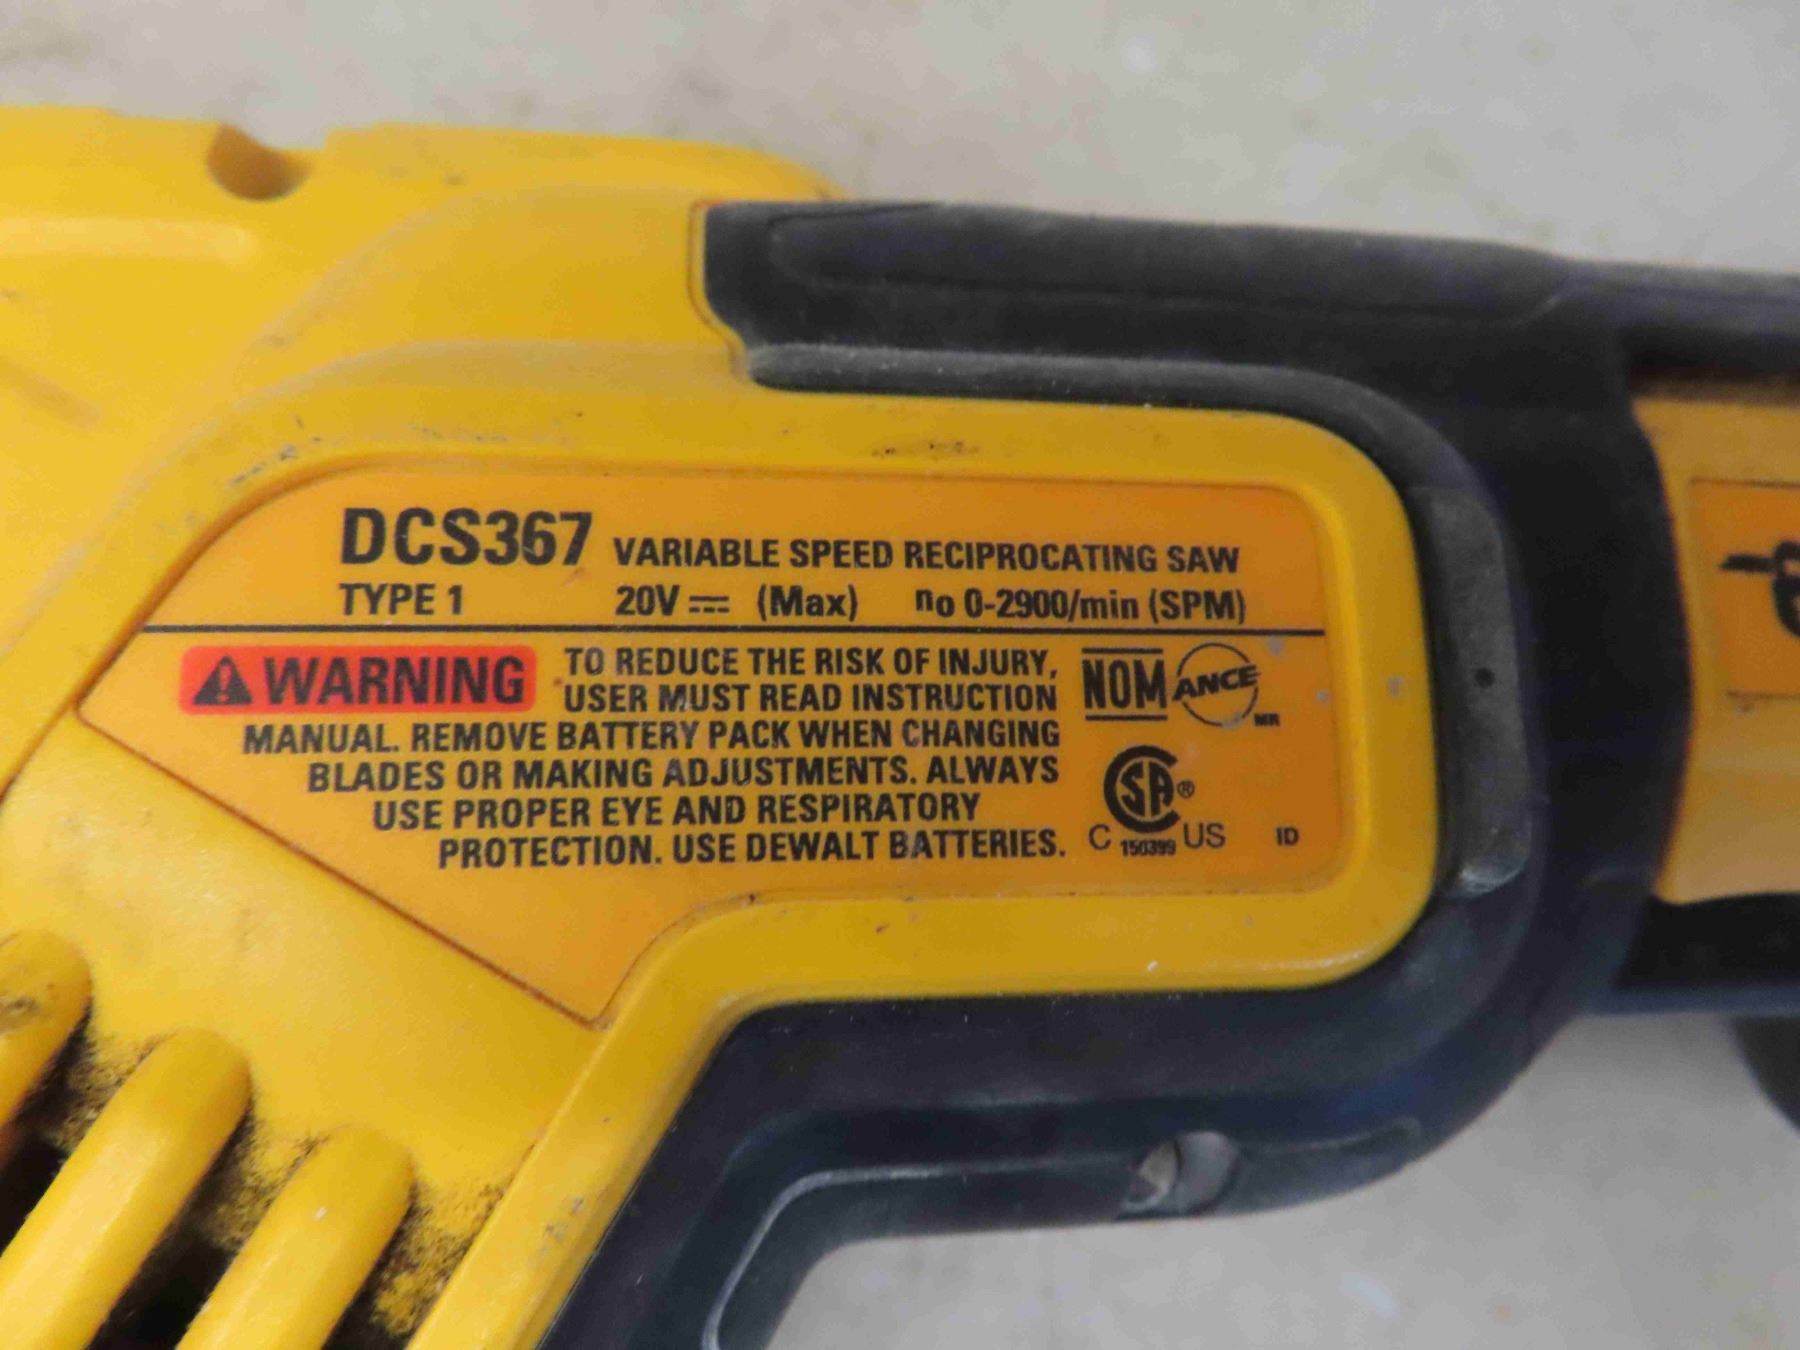 DCS367 VARIABLE SPEED RECIPROCATING SAW
TYPE 1 20V ⎓ (Max) no 0-2900/min (SPM)
⚠ WARNING TO REDUCE THE RISK OF INJURY,
USER MUST READ INSTRUCTION
MANUAL. REMOVE BATTERY PACK WHEN CHANGING
BLADES OR MAKING ADJUSTMENTS. ALWAYS
USE PROPER EYE AND RESPIRATORY
PROTECTION. USE DEWALT BATTERIES.
NOM ANCE MR
CSA®
C 150399 US ID